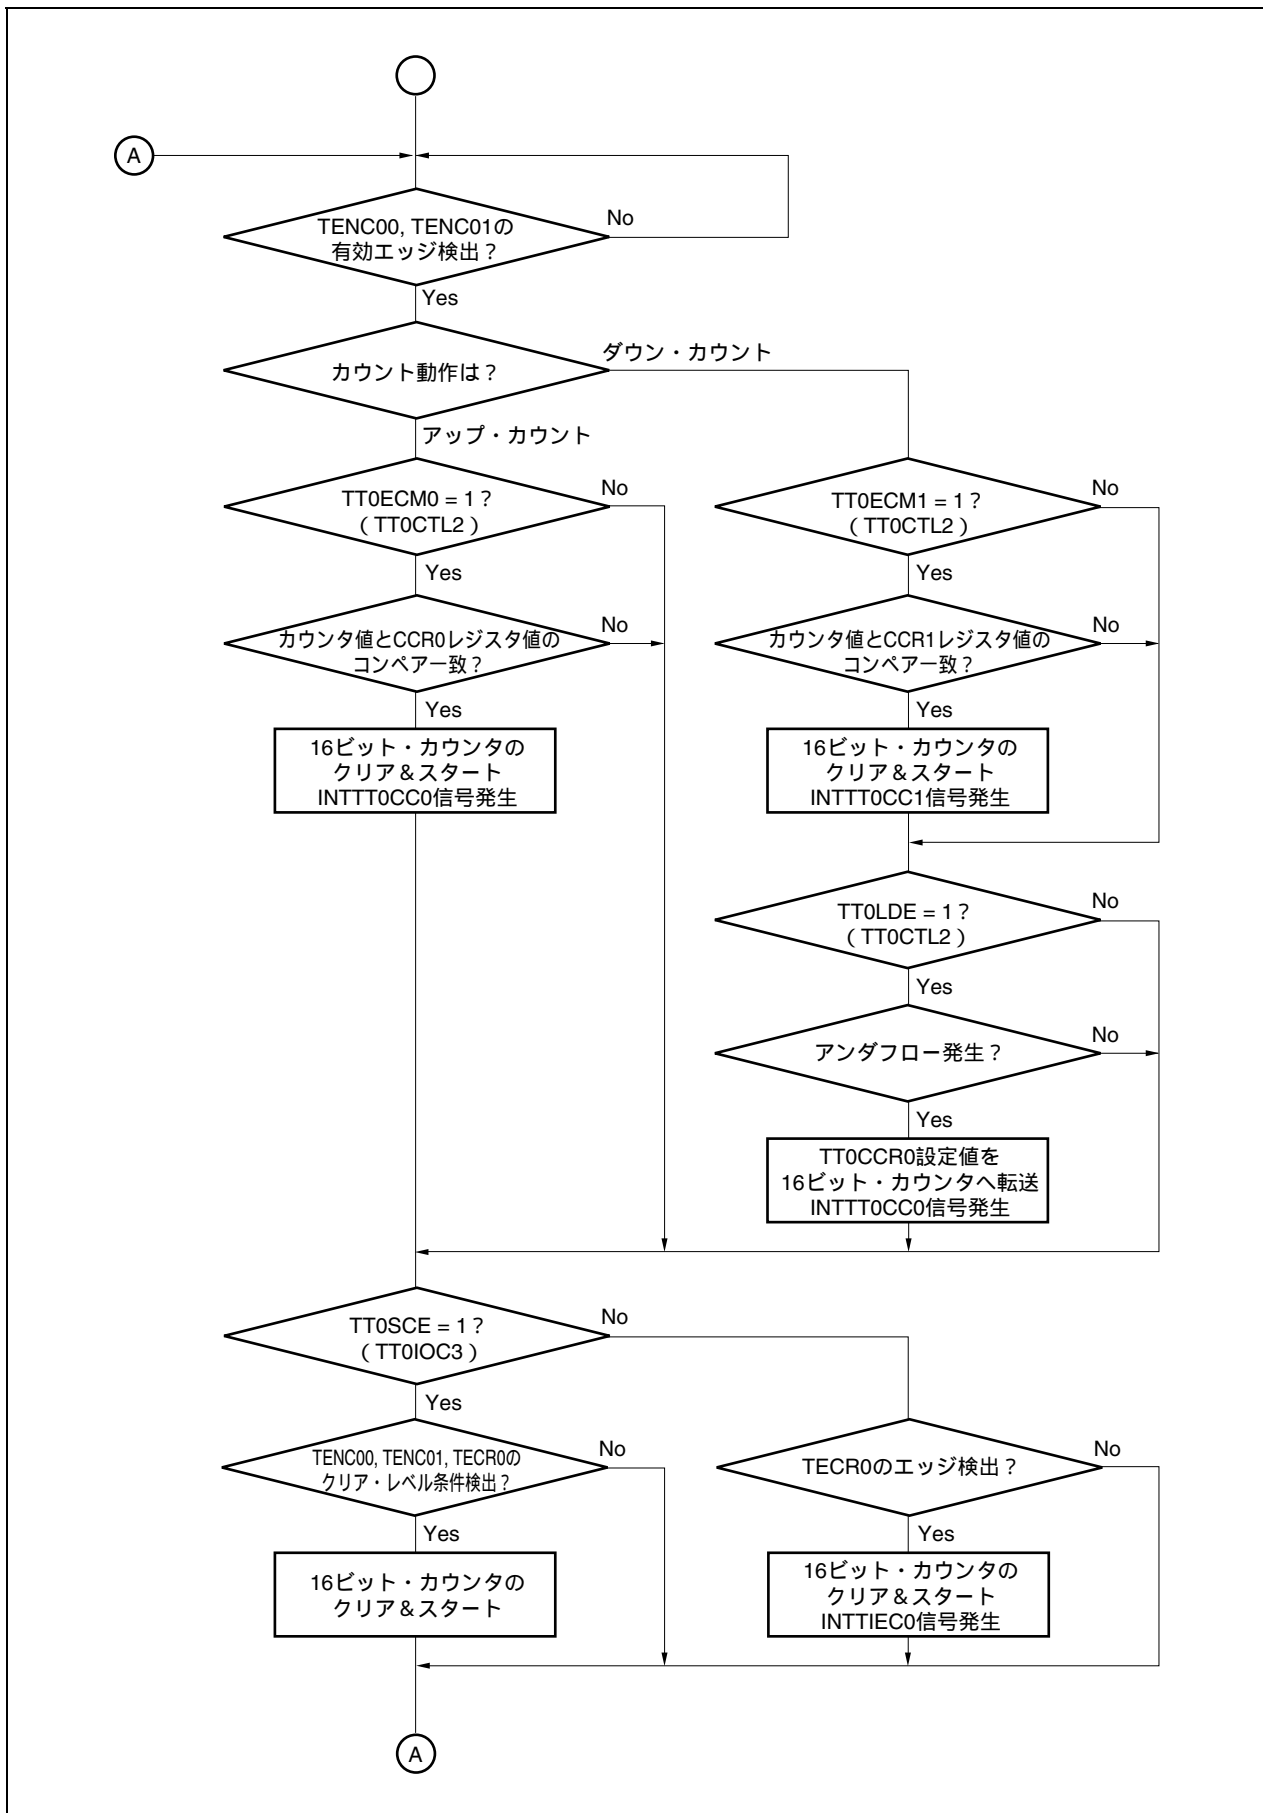 A
TENC00, TENC01の
有効エッジ検出？
No
Yes
カウント動作は？
ダウン・カウント
アップ・カウント
TT0ECM0 = 1？
（TT0CTL2）
No
Yes
カウンタ値とCCR0レジスタ値の
コンペア一致？
No
Yes
16ビット・カウンタの
クリア＆スタート
INTTT0CC0信号発生
TT0ECM1 = 1？
（TT0CTL2）
No
Yes
カウンタ値とCCR1レジスタ値の
コンペア一致？
No
Yes
16ビット・カウンタの
クリア＆スタート
INTTT0CC1信号発生
TT0LDE = 1？
（TT0CTL2）
No
Yes
アンダフロー発生？
No
Yes
TT0CCR0設定値を
16ビット・カウンタへ転送
INTTT0CC0信号発生
TT0SCE = 1？
（TT0IOC3）
No
Yes
TENC00, TENC01, TECR0の
クリア・レベル条件検出？
No
Yes
16ビット・カウンタの
クリア＆スタート
TECR0のエッジ検出？
No
Yes
16ビット・カウンタの
クリア＆スタート
INTTIEC0信号発生
A